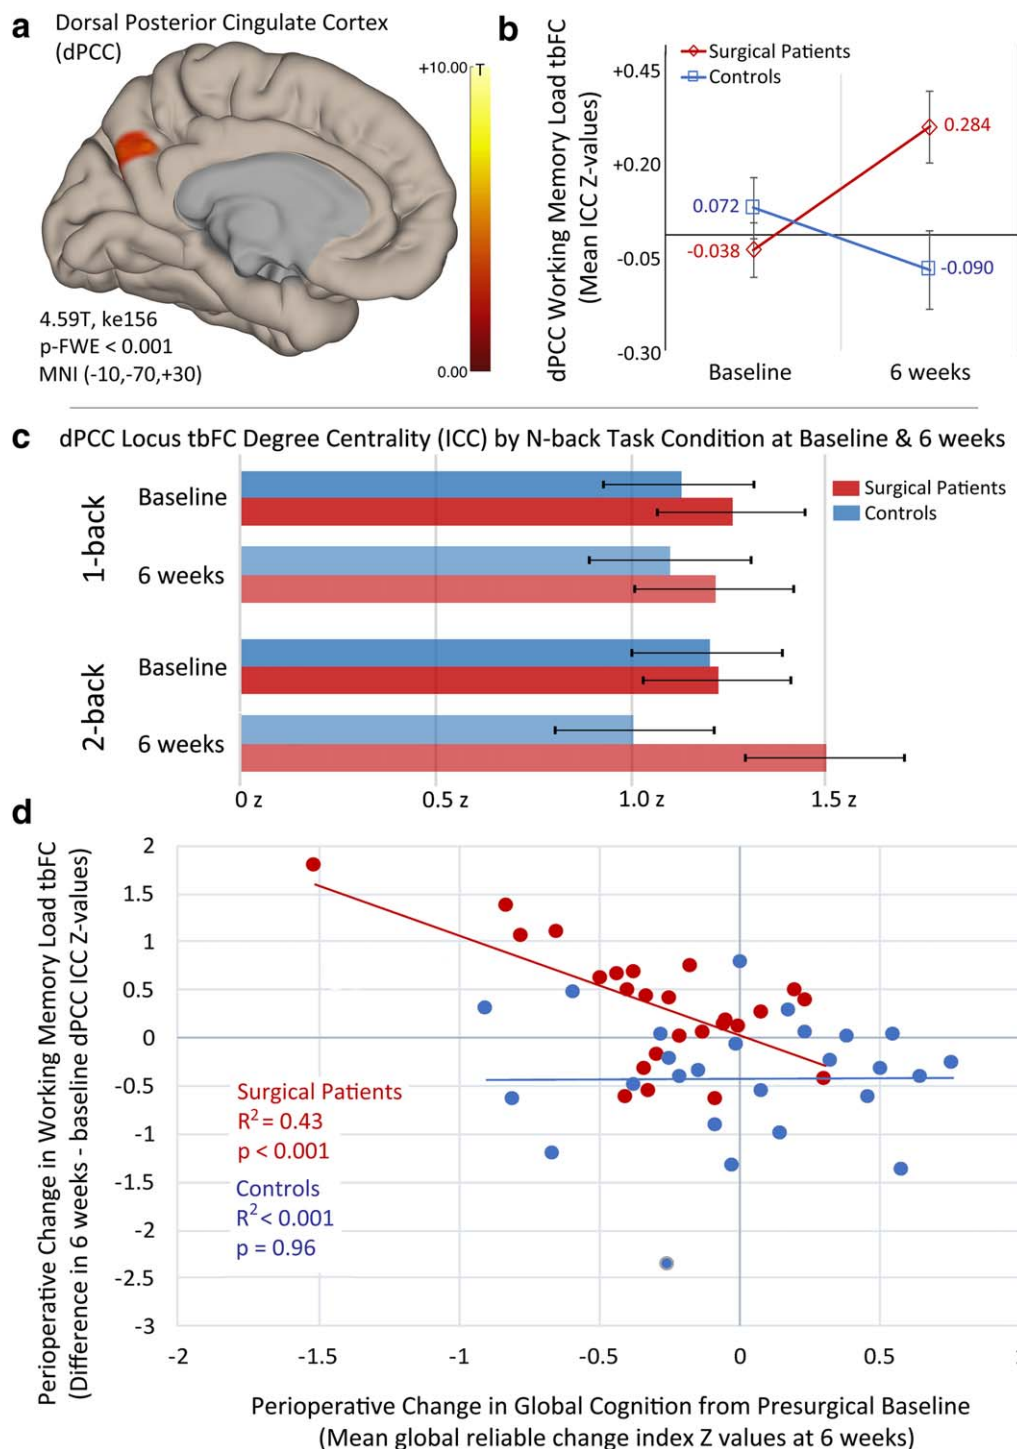 a Dorsal Posterior Cingulate Cortex
(dPCC)
+10.00 T
0.00
4.59T, ke156
p-FWE < 0.001
MNI (-10,-70,+30)
b
dPCC Working Memory Load tbFC
(Mean ICC Z-values)
Surgical Patients
Controls
+0.45
+0.20
-0.05
-0.30
0.284
0.072
-0.038
-0.090
Baseline 6 weeks
c dPCC Locus tbFC Degree Centrality (ICC) by N-back Task Condition at Baseline & 6 weeks
1-back
Baseline
6 weeks
2-back
Baseline
6 weeks
Surgical Patients
Controls
0 z 0.5 z 1.0 z 1.5 z
d
Perioperative Change in Working Memory Load tbFC
(Difference in 6 weeks - baseline dPCC ICC Z-values)
2
1.5
1
0.5
0
-0.5
-1
-1.5
-2
-2.5
-3
Surgical Patients
R² = 0.43
p < 0.001
Controls
R² < 0.001
p = 0.96
-2 -1.5 -1 -0.5 0 0.5
Perioperative Change in Global Cognition from Presurgical Baseline
(Mean global reliable change index Z values at 6 weeks)